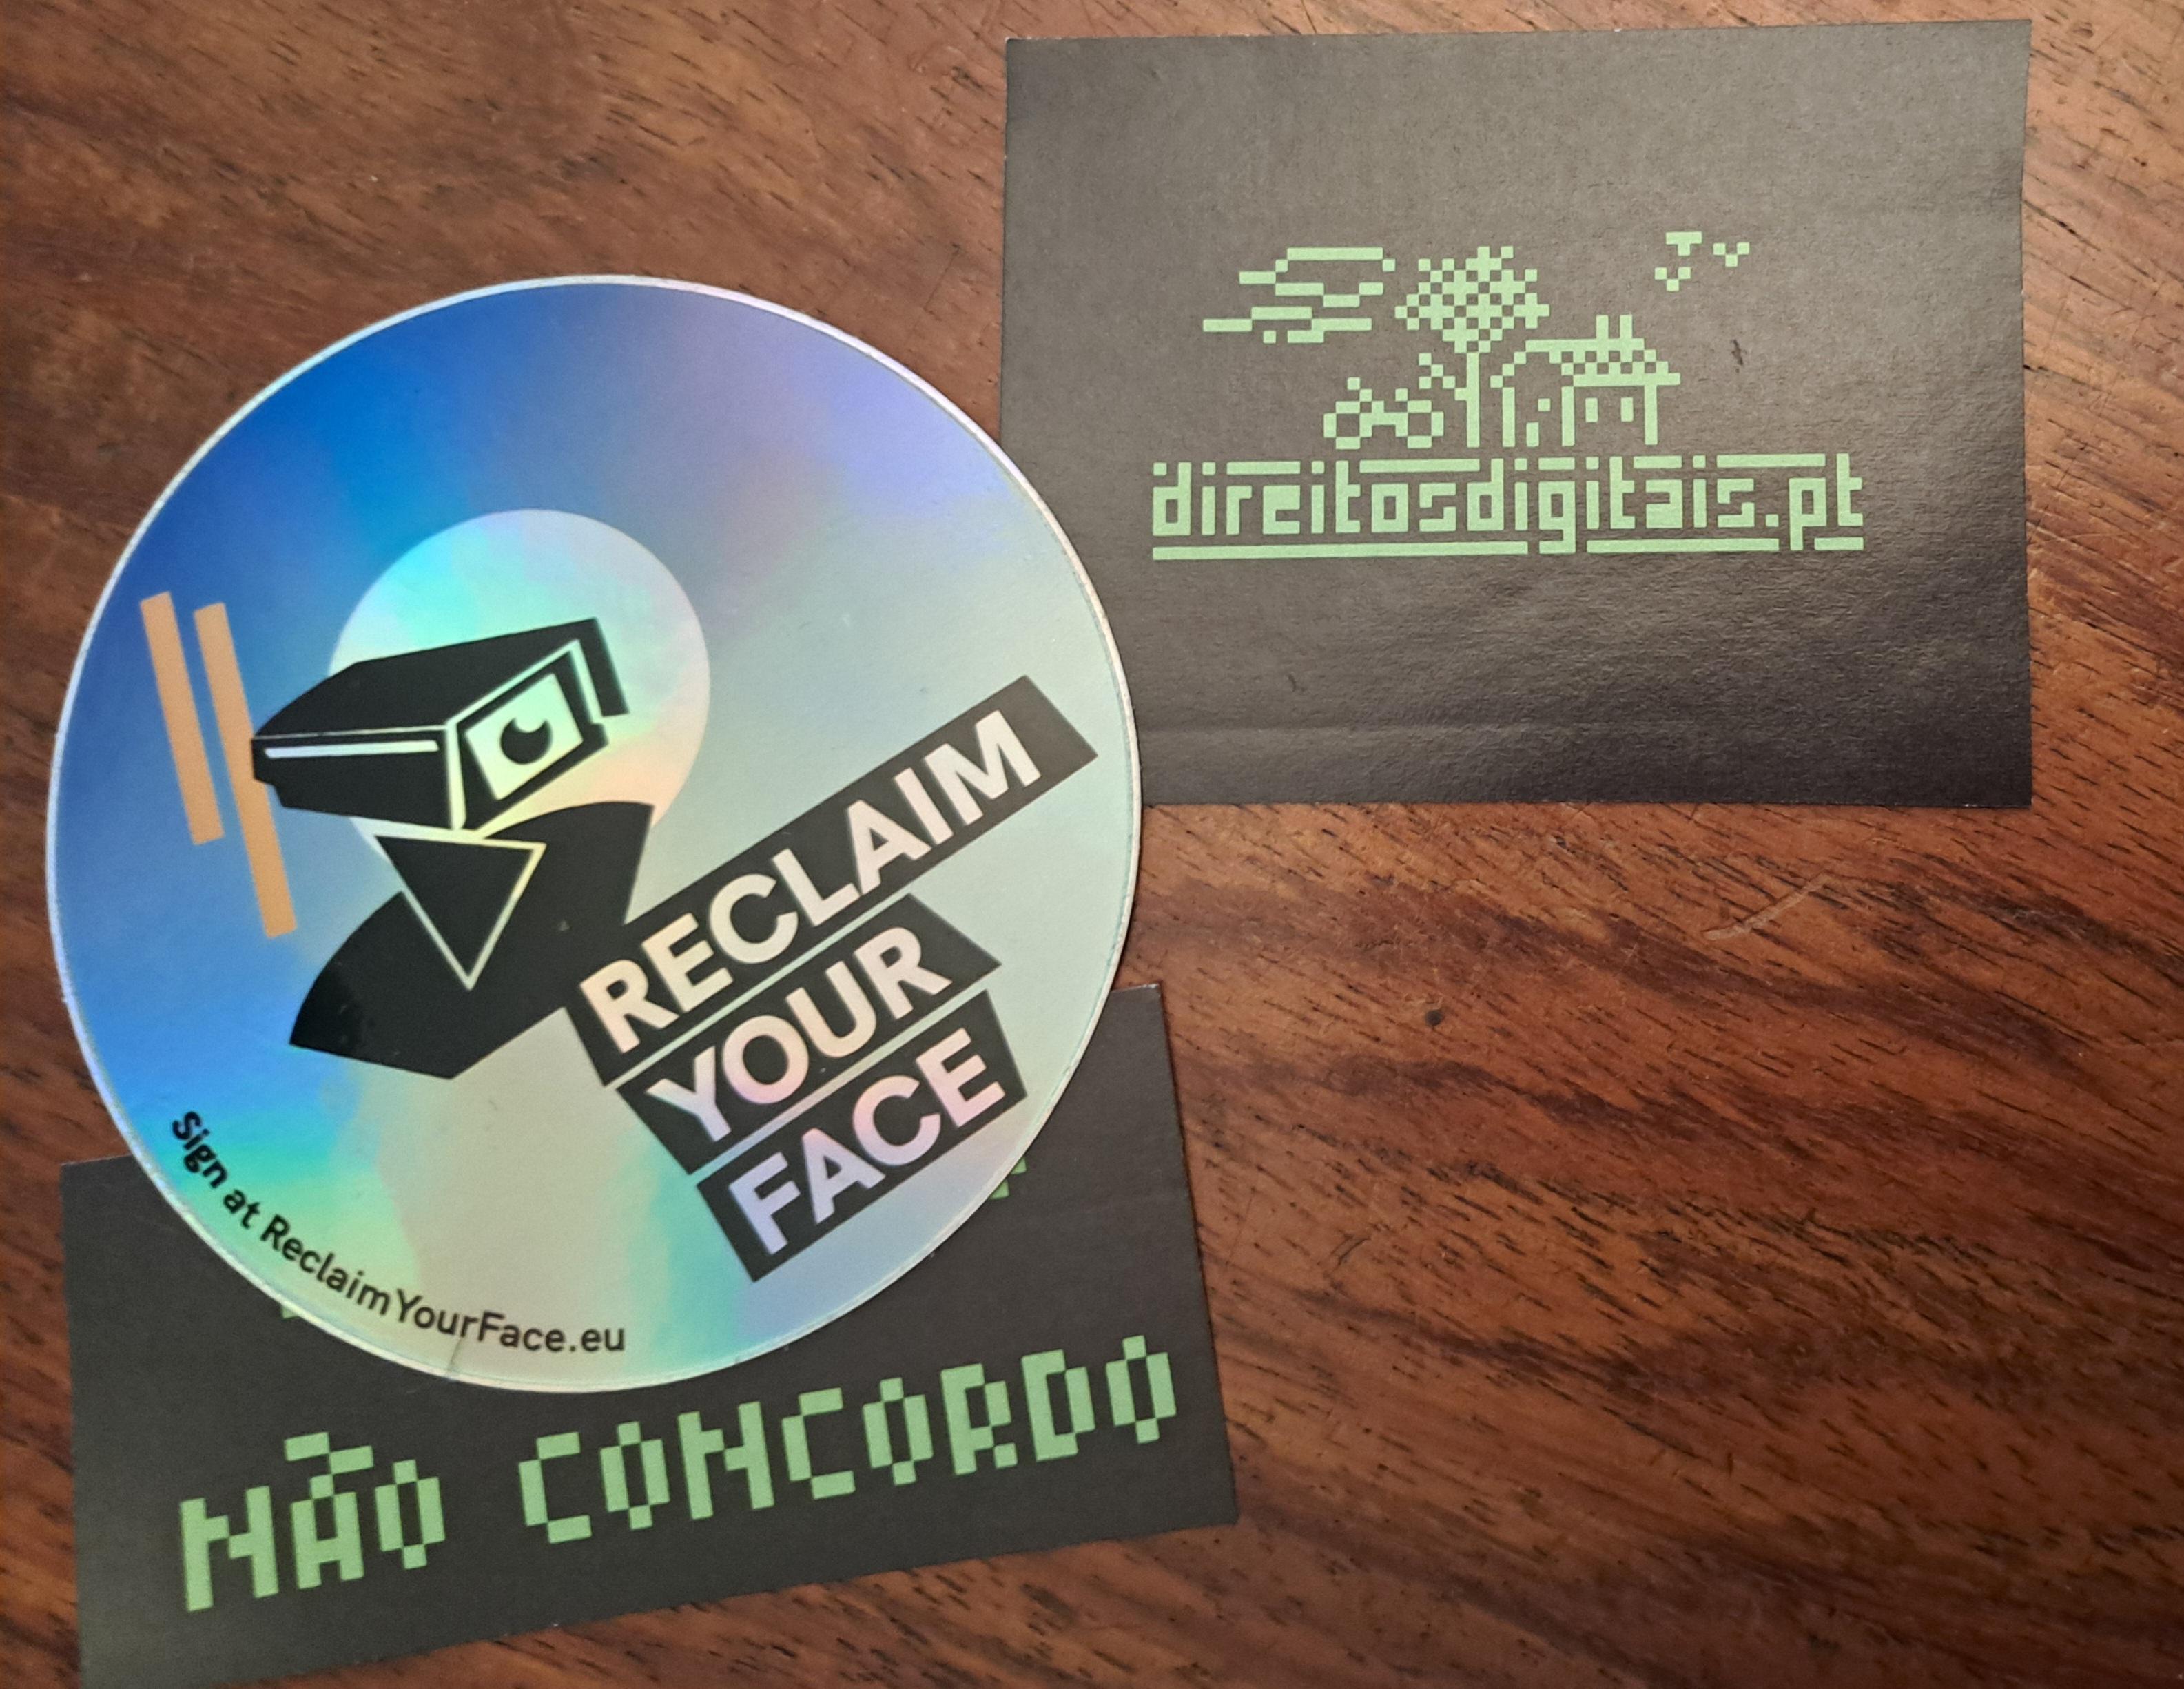 direitosdigitais.pt
RECLAIM
YOUR
FACE
Sign at ReclaimYourFace.eu
NÃO CONCORDO